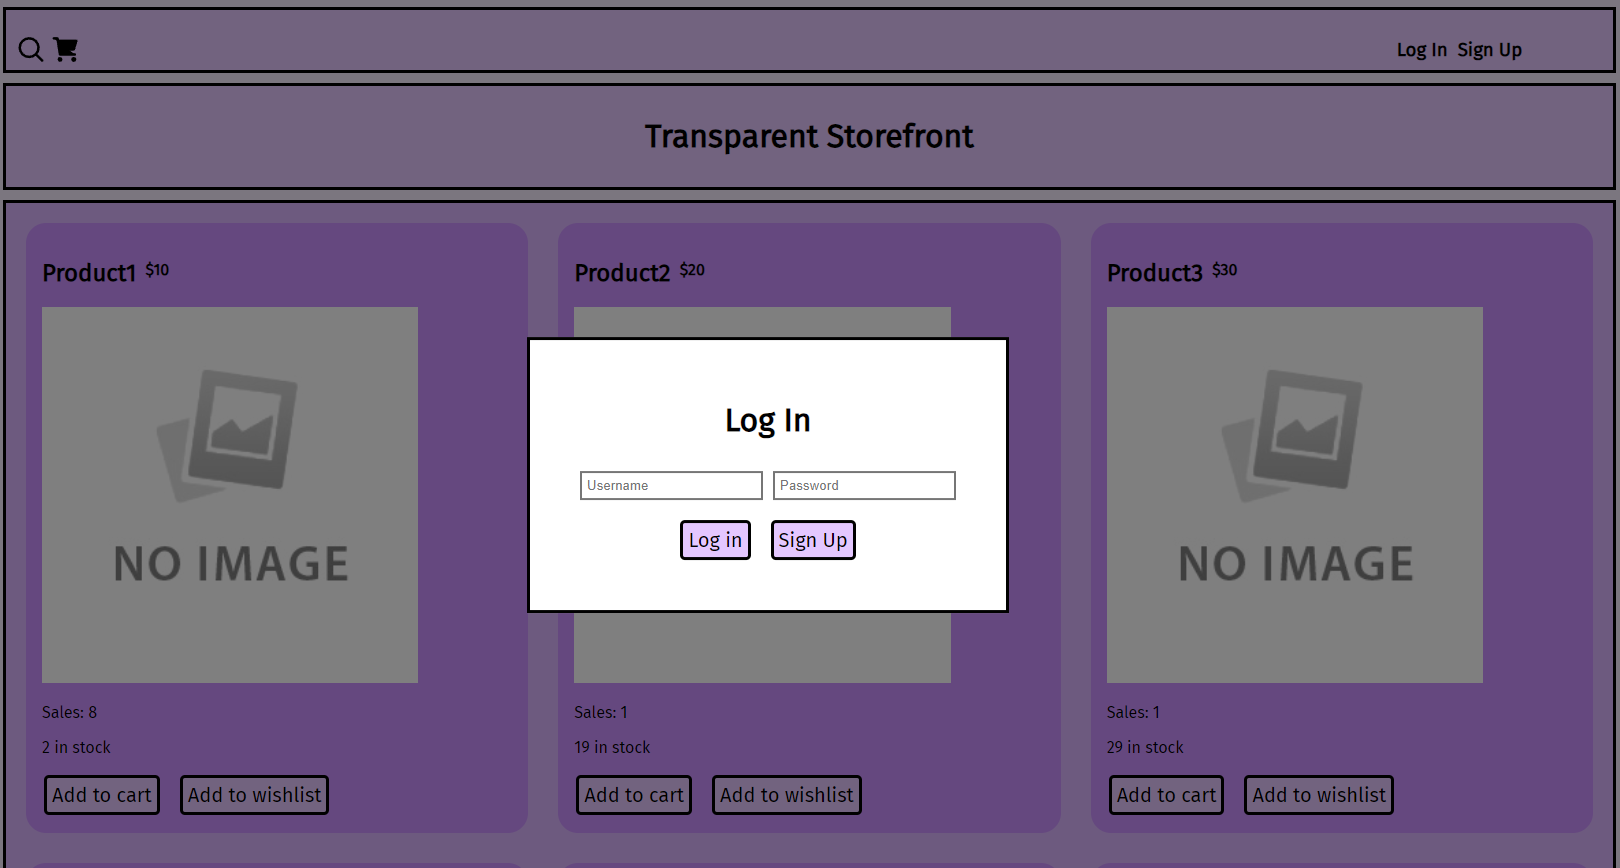 Log In Sign Up
Transparent Storefront
Product1 $10
Product2 $20
Product3 $30
NO IMAGE
NO IMAGE
Log In
Username
Password
Log in
Sign Up
Sales: 8
2 in stock
Add to cart
Add to wishlist
Sales: 1
19 in stock
Add to cart
Add to wishlist
Sales: 1
29 in stock
Add to cart
Add to wishlist